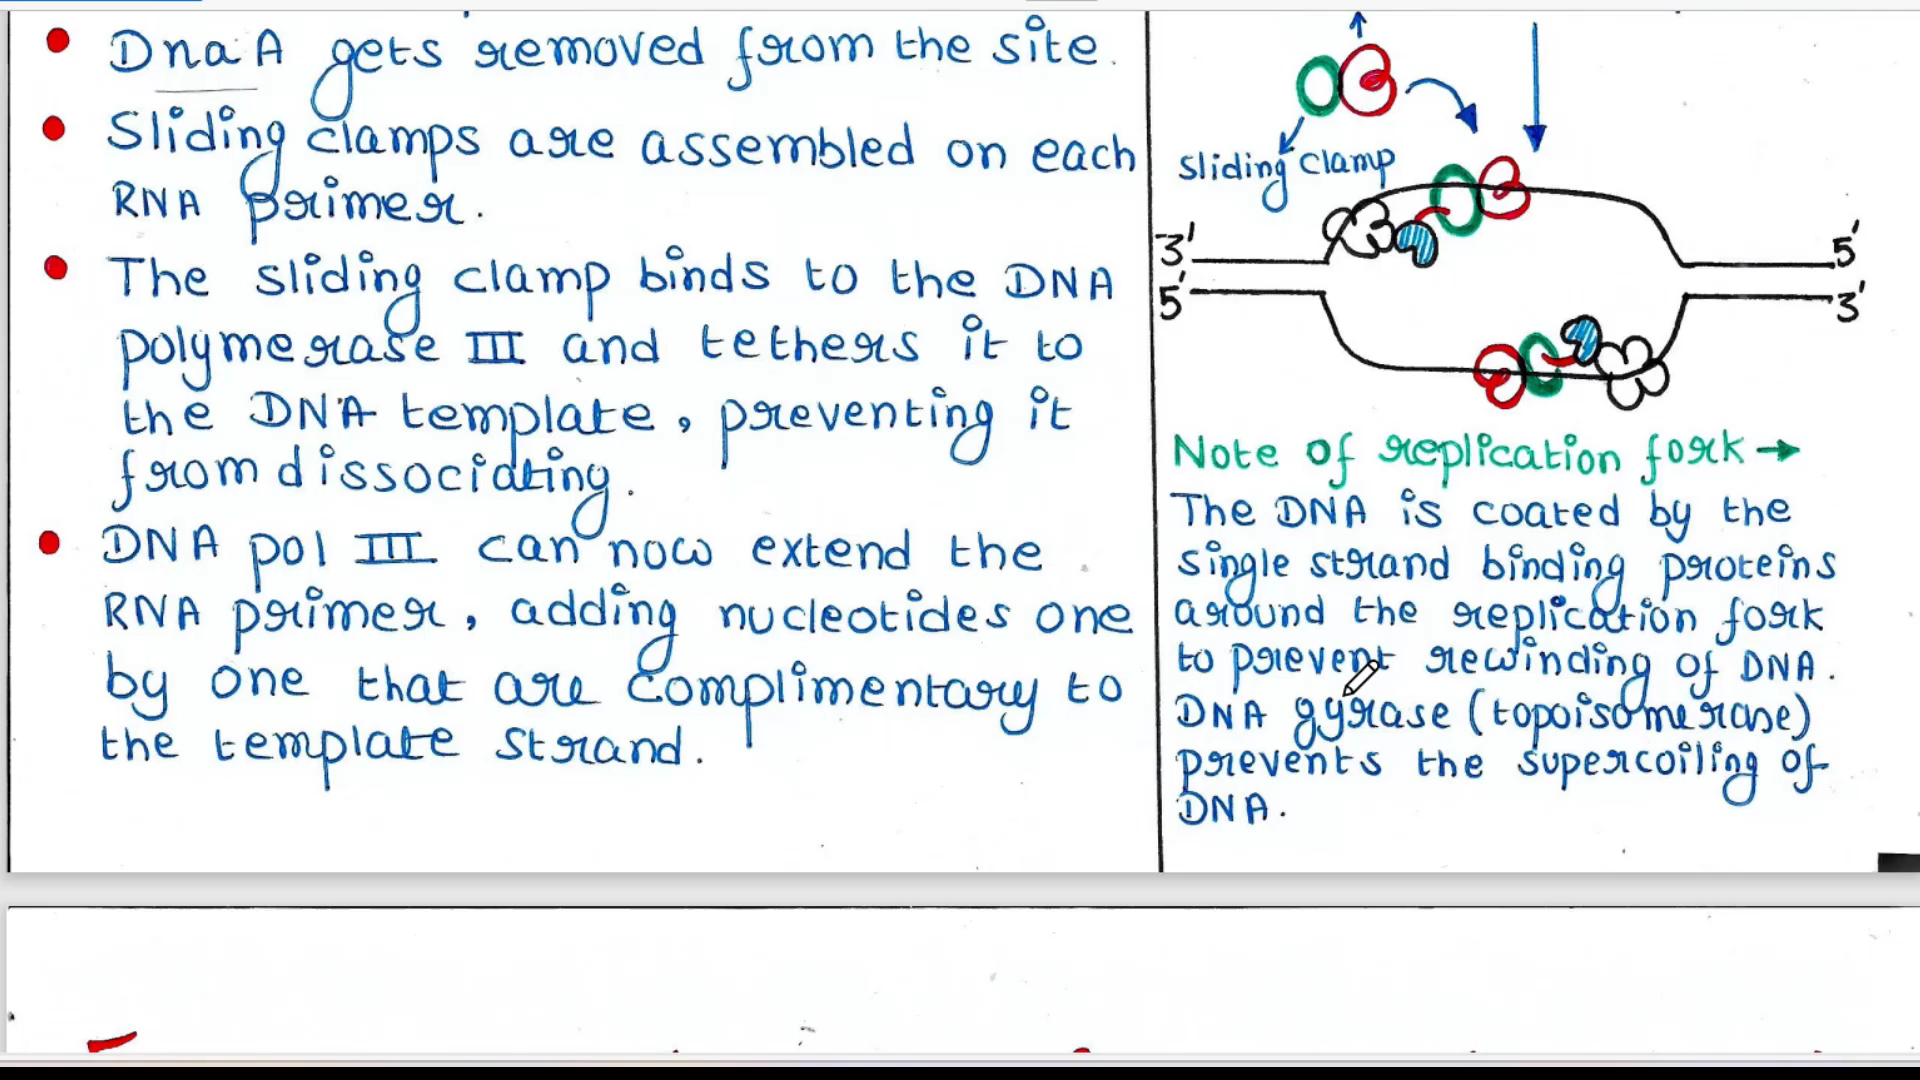 DnaA gets removed from the site.
Sliding clamps are assembled on each
RNA primer.
The sliding clamp binds to the DNA
polymerase III and tethers it to
the DNA template, preventing it
from dissociating.
DNA pol III can now extend the
RNA primer, adding nucleotides one
by one that are complimentary to
the template strand.
Sliding clamp
3' 5'
5' 3'
Note of replication fork →
The DNA is coated by the
single strand binding proteins
around the replication fork
to prevent rewinding of DNA.
DNA gyrase (topoisomerase)
prevents the supercoiling of
DNA.